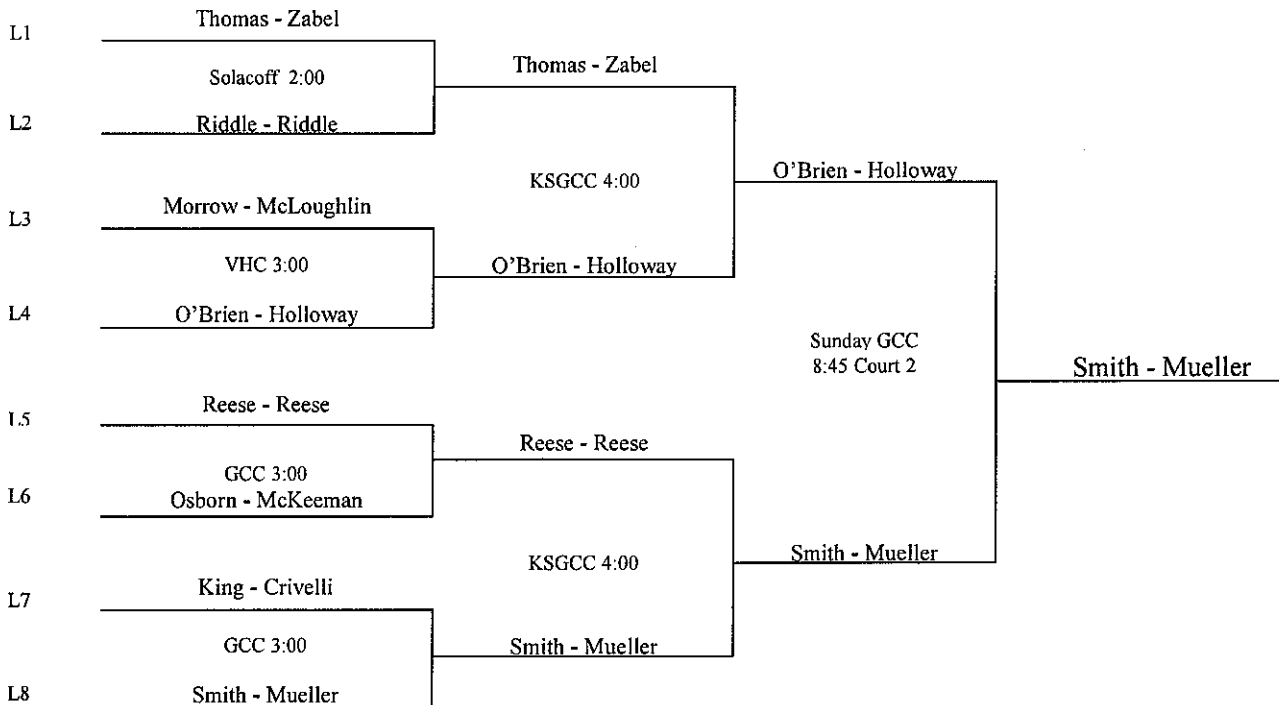 L1
Thomas - Zabel
Solacoff 2:00
L2
Riddle - Riddle
Thomas - Zabel
L3
Morrow - McLoughlin
VHC 3:00
L4
O'Brien - Holloway
O'Brien - Holloway
KSGCC 4:00
O'Brien - Holloway
L5
Reese - Reese
GCC 3:00
L6
Osborn - McKeeman
Reese - Reese
L7
King - Crivelli
GCC 3:00
L8
Smith - Mueller
Smith - Mueller
KSGCC 4:00
Smith - Mueller
Sunday GCC
8:45 Court 2
Smith - Mueller